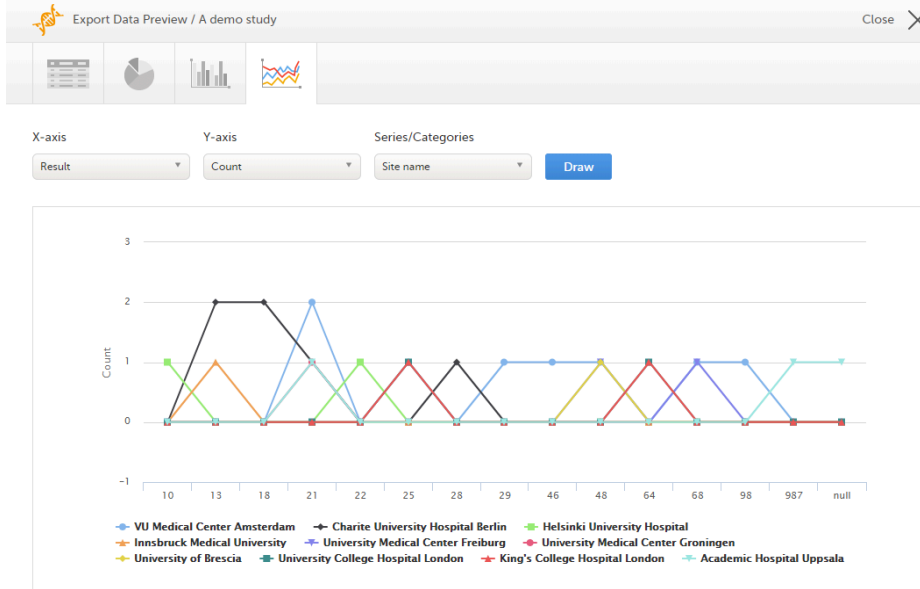 Export Data Preview / A demo study Close
X-axis Y-axis Series/Categories
Result Count Site name Draw
3
2
1
0
-1
Count
10 13 18 21 22 25 28 29 46 48 64 68 98 987 null
VU Medical Center Amsterdam Charite University Hospital Berlin Helsinki University Hospital
Innsbruck Medical University University Medical Center Freiburg University Medical Center Groningen
University of Brescia University College Hospital London King's College Hospital London Academic Hospital Uppsala